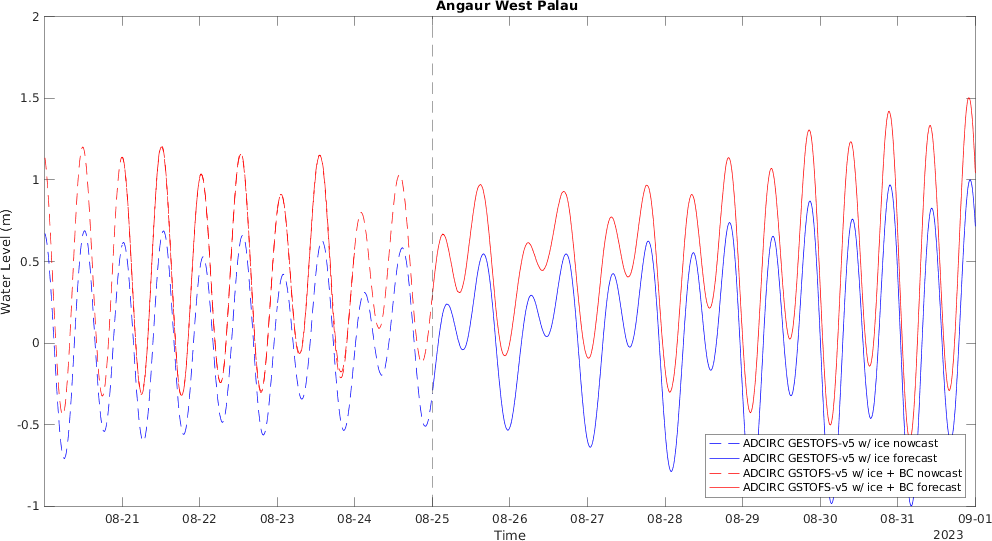 Angaur West Palau
2
1.5
1
0.5
0
-0.5
-1
Water Level (m)
08-21 08-22 08-23 08-24 08-25 08-26 08-27 08-28 08-29 08-30 08-31 09-01
Time
2023
ADCIRC GESTOFS-v5 w/ ice nowcast
ADCIRC GESTOFS-v5 w/ ice forecast
ADCIRC GSTOFS-v5 w/ ice + BC nowcast
ADCIRC GSTOFS-v5 w/ ice + BC forecast